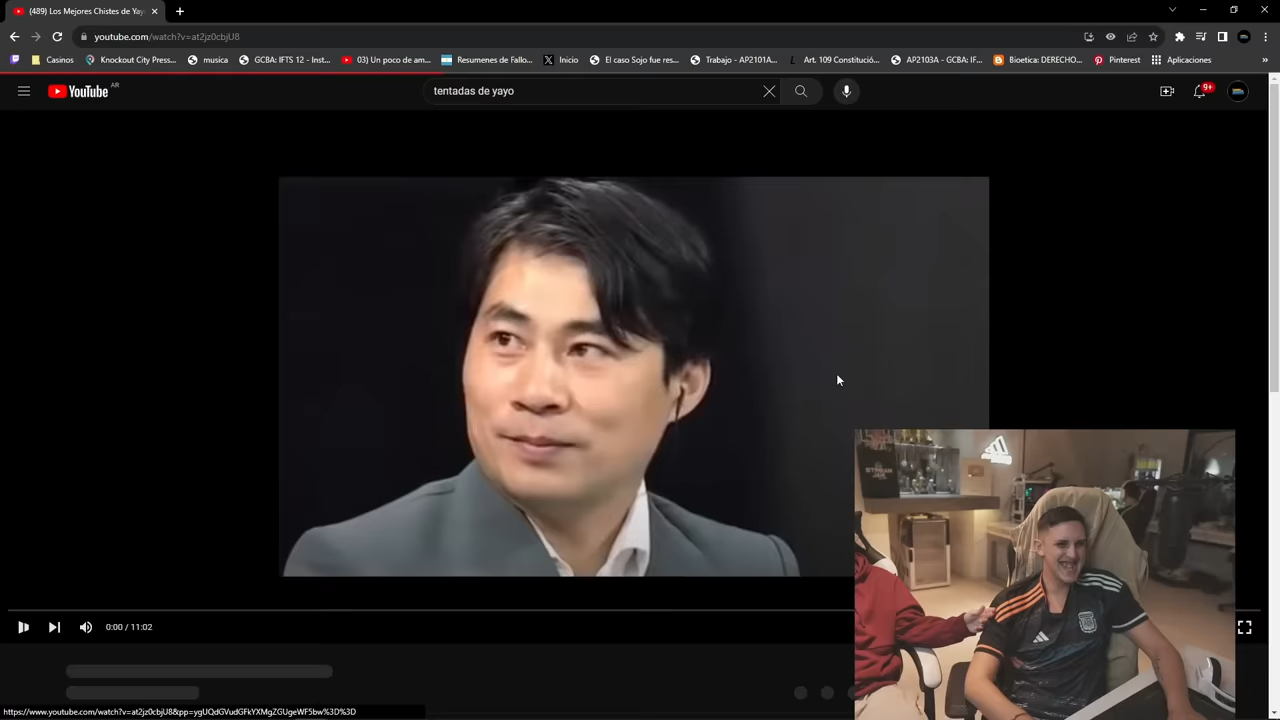 (489) Los Mejores Chistes de Yay
youtube.com/watch?v=at2jz0cbjU8
Casinos
Knockout City Press...
musica
GCBA: IFTS 12 - Inst...
03) Un poco de am...
Resumenes de Fallo...
Inicio
El caso Sojo fue res...
Trabajo - AP2101A...
Art. 109 Constitució...
AP2103A - GCBA: IF...
Bioetica: DERECHO...
Pinterest
Aplicaciones
»
YouTube AR
tentadas de yayo
9+
0:00 / 11:02
STREAM
adidas
https://www.youtube.com/watch?v=at2jz0cbjU8&pp=ygUQdGVudGFkYXMgZGUgeWF5bw%3D%3D